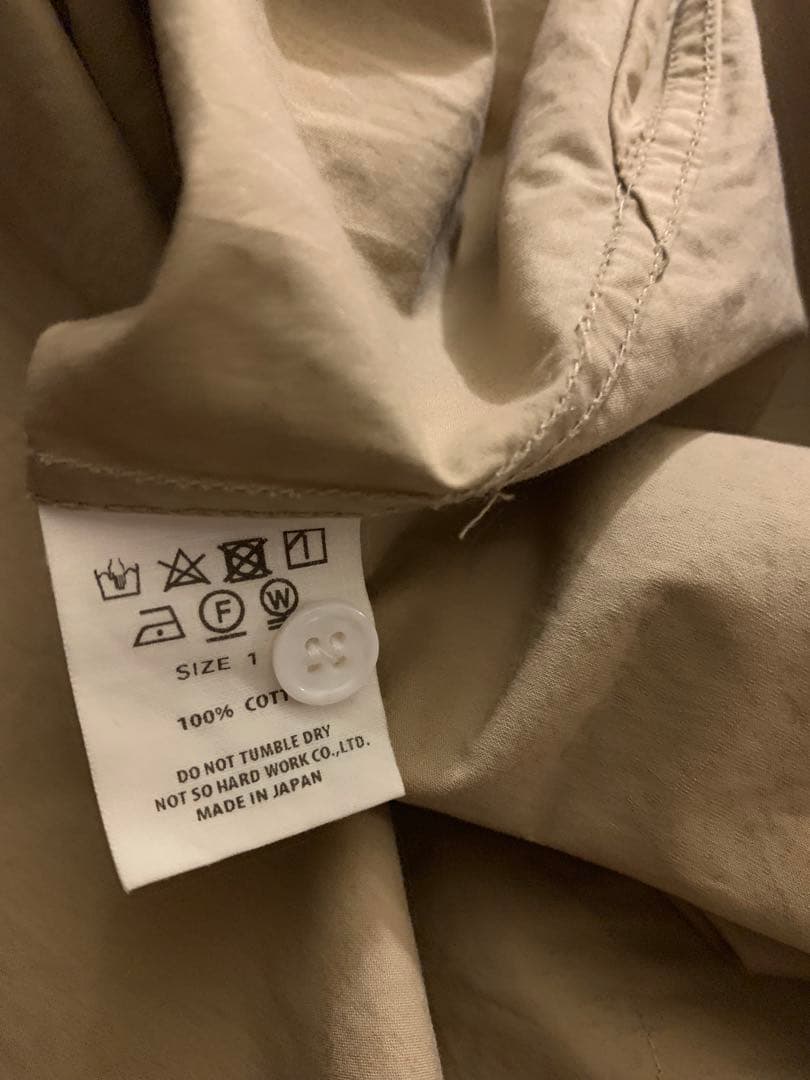 F W
SIZE 1
100% COTT
DO NOT TUMBLE DRY
NOT SO HARD WORK CO.,LTD.
MADE IN JAPAN